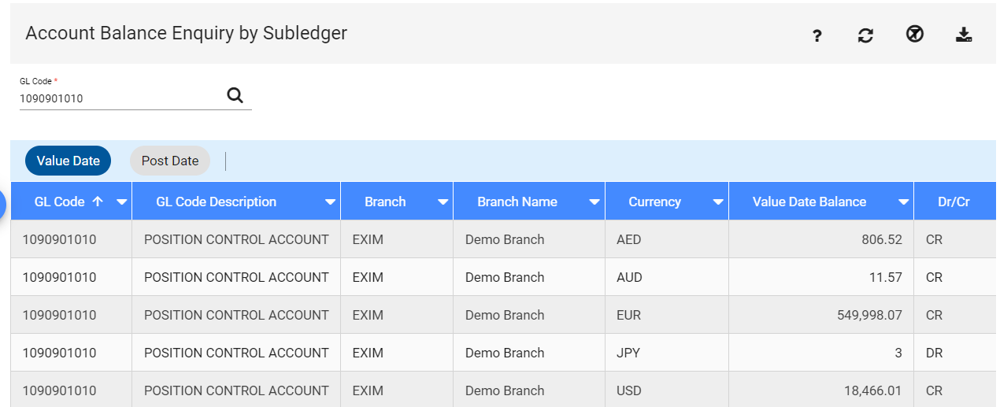 Account Balance Enquiry by Subledger ?
GL Code *
1090901010
Value Date Post Date
GL Code GL Code Description Branch Branch Name Currency Value Date Balance Dr/Cr
1090901010 POSITION CONTROL ACCOUNT EXIM Demo Branch AED 806.52 CR
1090901010 POSITION CONTROL ACCOUNT EXIM Demo Branch AUD 11.57 CR
1090901010 POSITION CONTROL ACCOUNT EXIM Demo Branch EUR 549,998.07 CR
1090901010 POSITION CONTROL ACCOUNT EXIM Demo Branch JPY 3 DR
1090901010 POSITION CONTROL ACCOUNT EXIM Demo Branch USD 18,466.01 CR